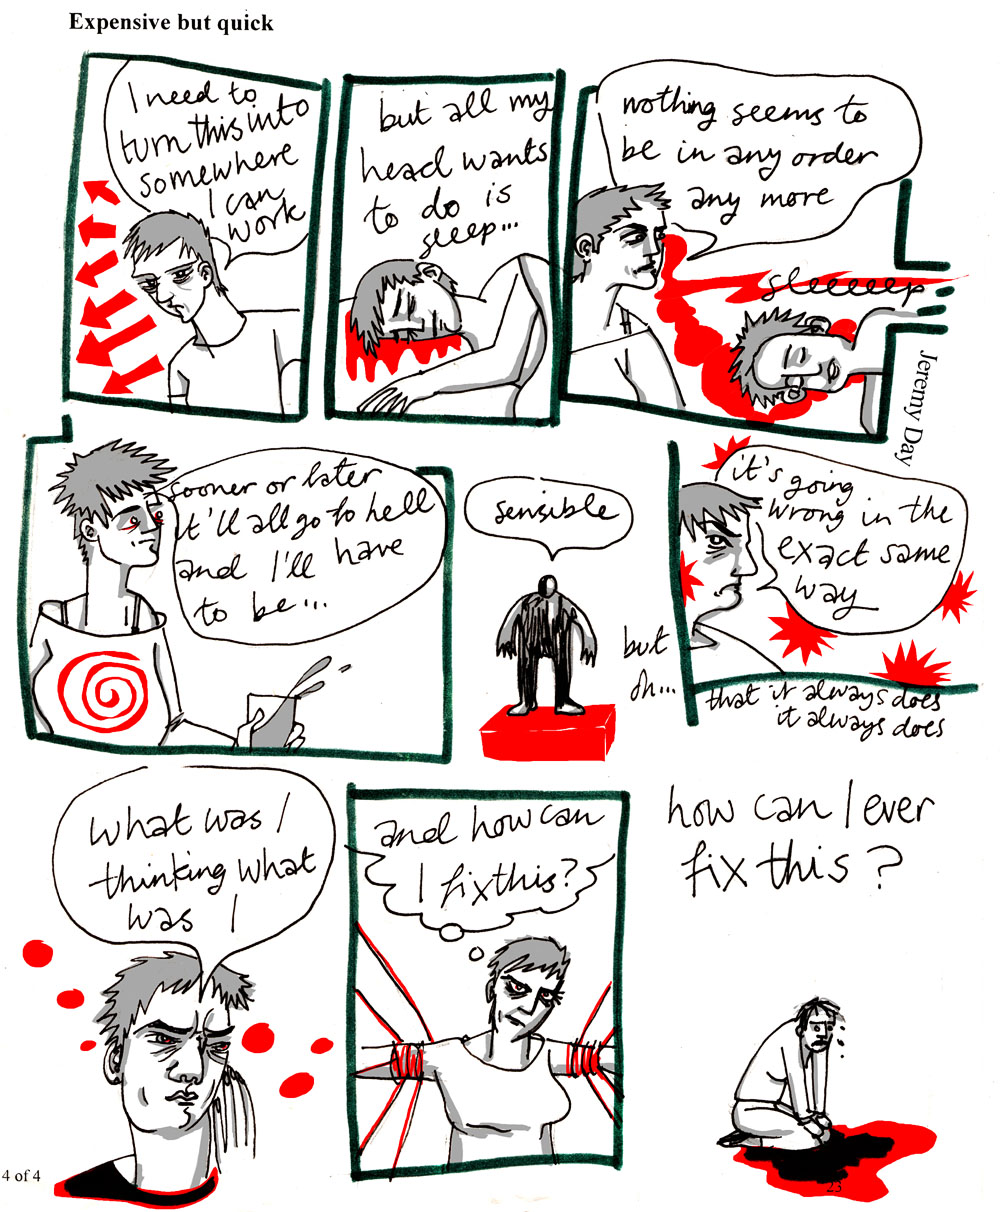 Expensive but quick
I need to
turn this into
somewhere
I can
work
but all my
head wants
to do is
sleep...
nothing seems to
be in any order
any more
sleeeeep
Jeremy Day
sooner or later
it'll all go to hell
and I'll have
to be...
sensible
but
oh...
it's going
wrong in the
exact same
way
that it always does
it always does
what was I
thinking what
was I
and how can
I fix this?
how can I ever
fix this?
4 of 4
23